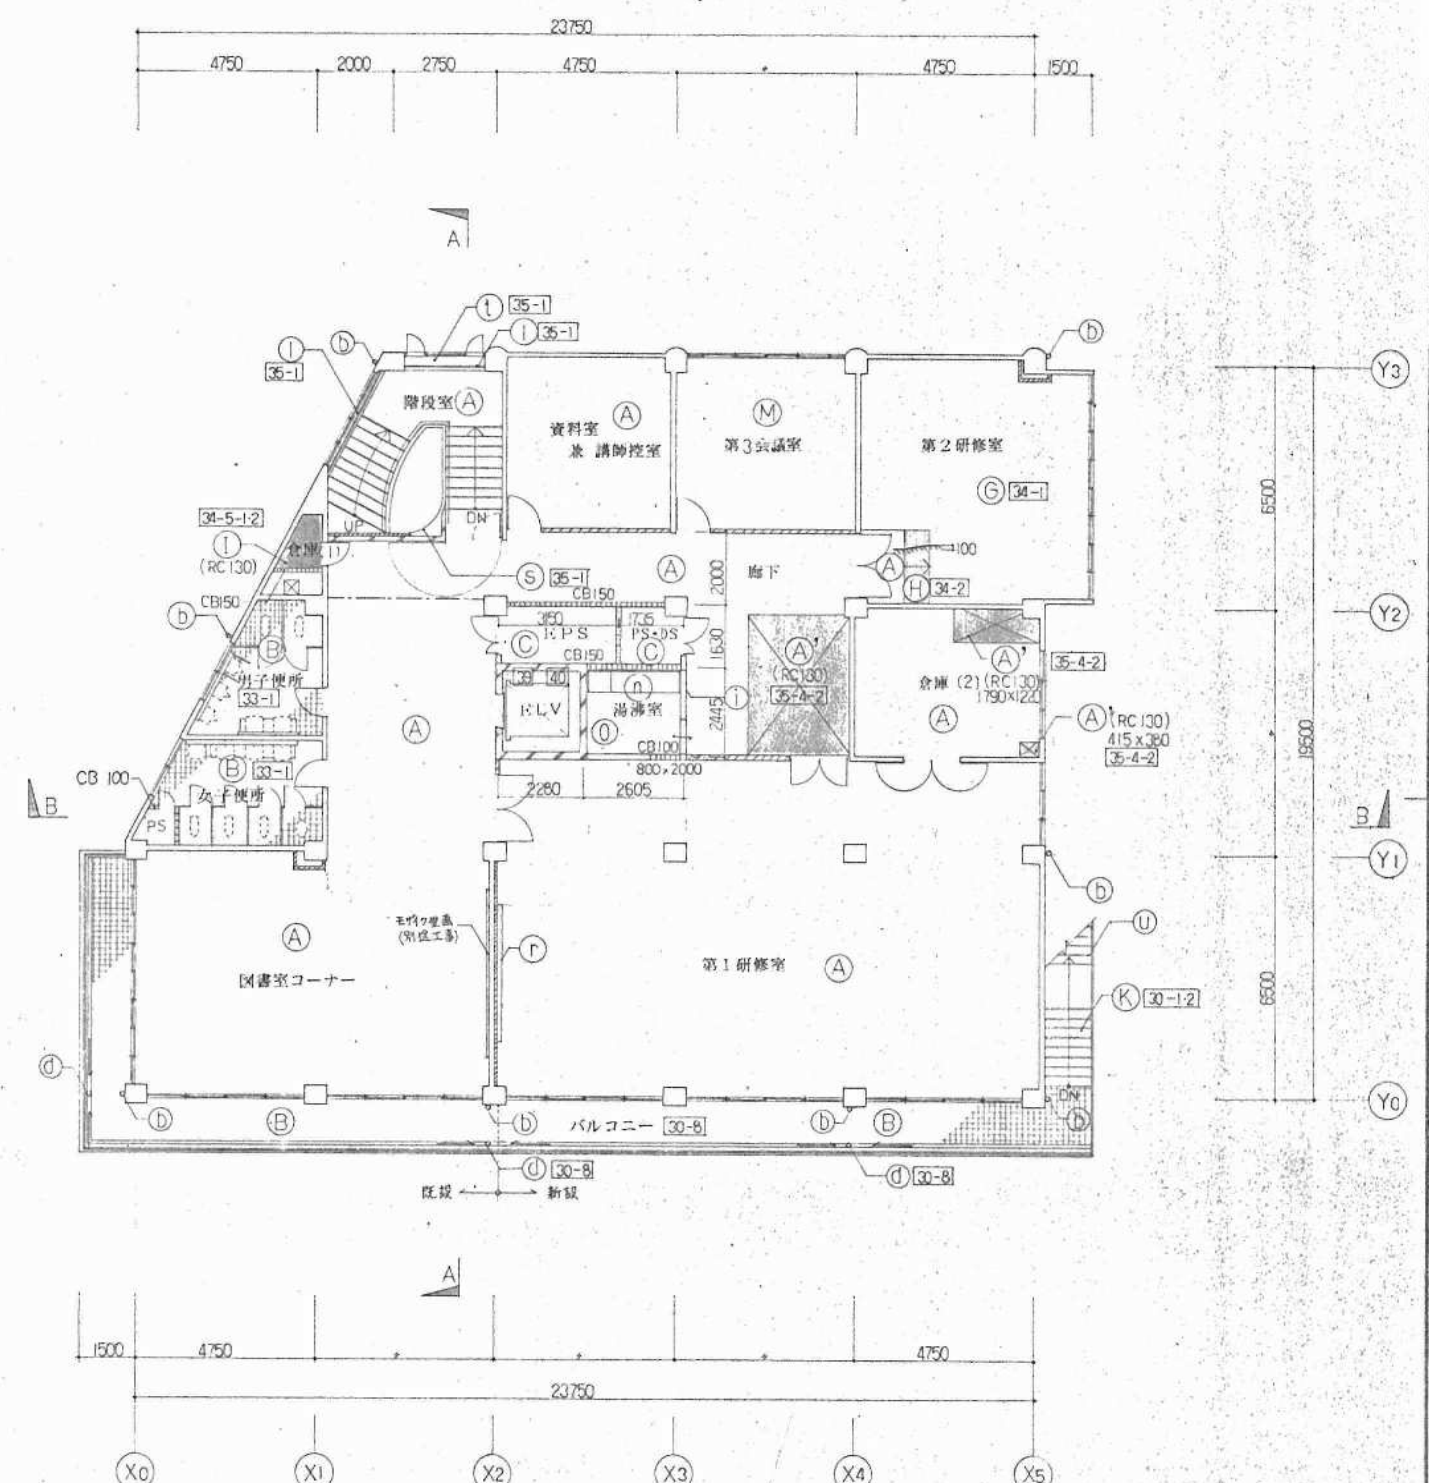 23750
4750 2000 2750 4750 4750 1500
A
t 35-1
b l 35-1 b
l
35-1
Y3
階段室 A
資料室 A
兼 講師控室
M
第3会議室
第2研修室
G 34-1
6500
34-5-1・2
UP DN
I 倉庫(1)
(RC130)
S 35-1
A 廊下
2000
A 100
H 34-2
CB150
CB150
b
3150 1735
Y2
EPS PS・DS
C C
1630
B
CB150
A'
(RC130)
35-4-2
A' 35-4-2
男子便所
33-1
39 40
n
i
倉庫(2) (RC130)
1790×1220
ELV 湯沸室
2445
A
A
A' (RC130)
415×380
35-4-2
O
CB100
B 33-1
CB 100
800×2000
女子便所
2280 2605
19500
B B
PS
Y1
b
モザイク壁画
(別途工事)
A
r
U
第1研修室 A
図書室コーナー
6500
K 30-1・2
d
DN
b B b バルコニー 30-8 b B b
Y0
d 30-8 d 30-8
既設 新設
A
1500 4750 4750
23750
X0 X1 X2 X3 X4 X5